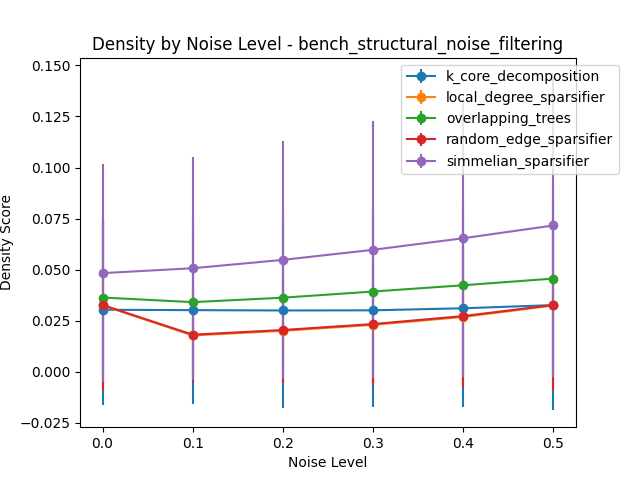 Density by Noise Level - bench_structural_noise_filtering
0.150
0.125
0.100
0.075
0.050
0.025
0.000
−0.025
Density Score
k_core_decomposition
local_degree_sparsifier
overlapping_trees
random_edge_sparsifier
simmelian_sparsifier
0.0 0.1 0.2 0.3 0.4 0.5
Noise Level